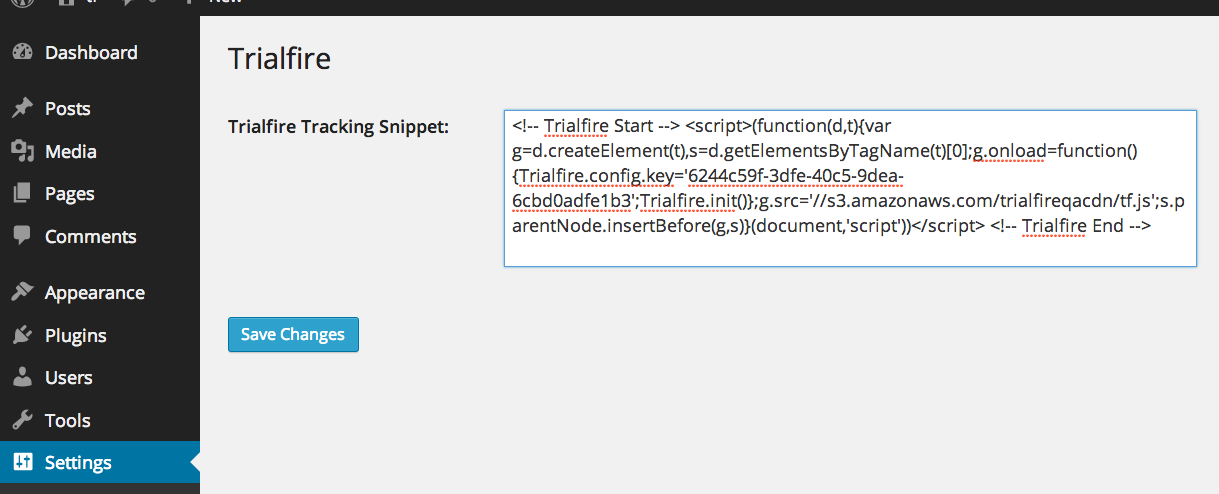 Dashboard
Posts
Media
Pages
Comments
Appearance
Plugins
Users
Tools
Settings
Trialfire
Trialfire Tracking Snippet:
<!-- Trialfire Start --> <script>(function(d,t){var
g=d.createElement(t),s=d.getElementsByTagName(t)[0];g.onload=function()
{Trialfire.config.key='6244c59f-3dfe-40c5-9dea-
6cbd0adfe1b3';Trialfire.init()};g.src='//s3.amazonaws.com/trialfireqacdn/tf.js';s.p
arentNode.insertBefore(g,s)}(document,'script'))</script> <!-- Trialfire End -->
Save Changes